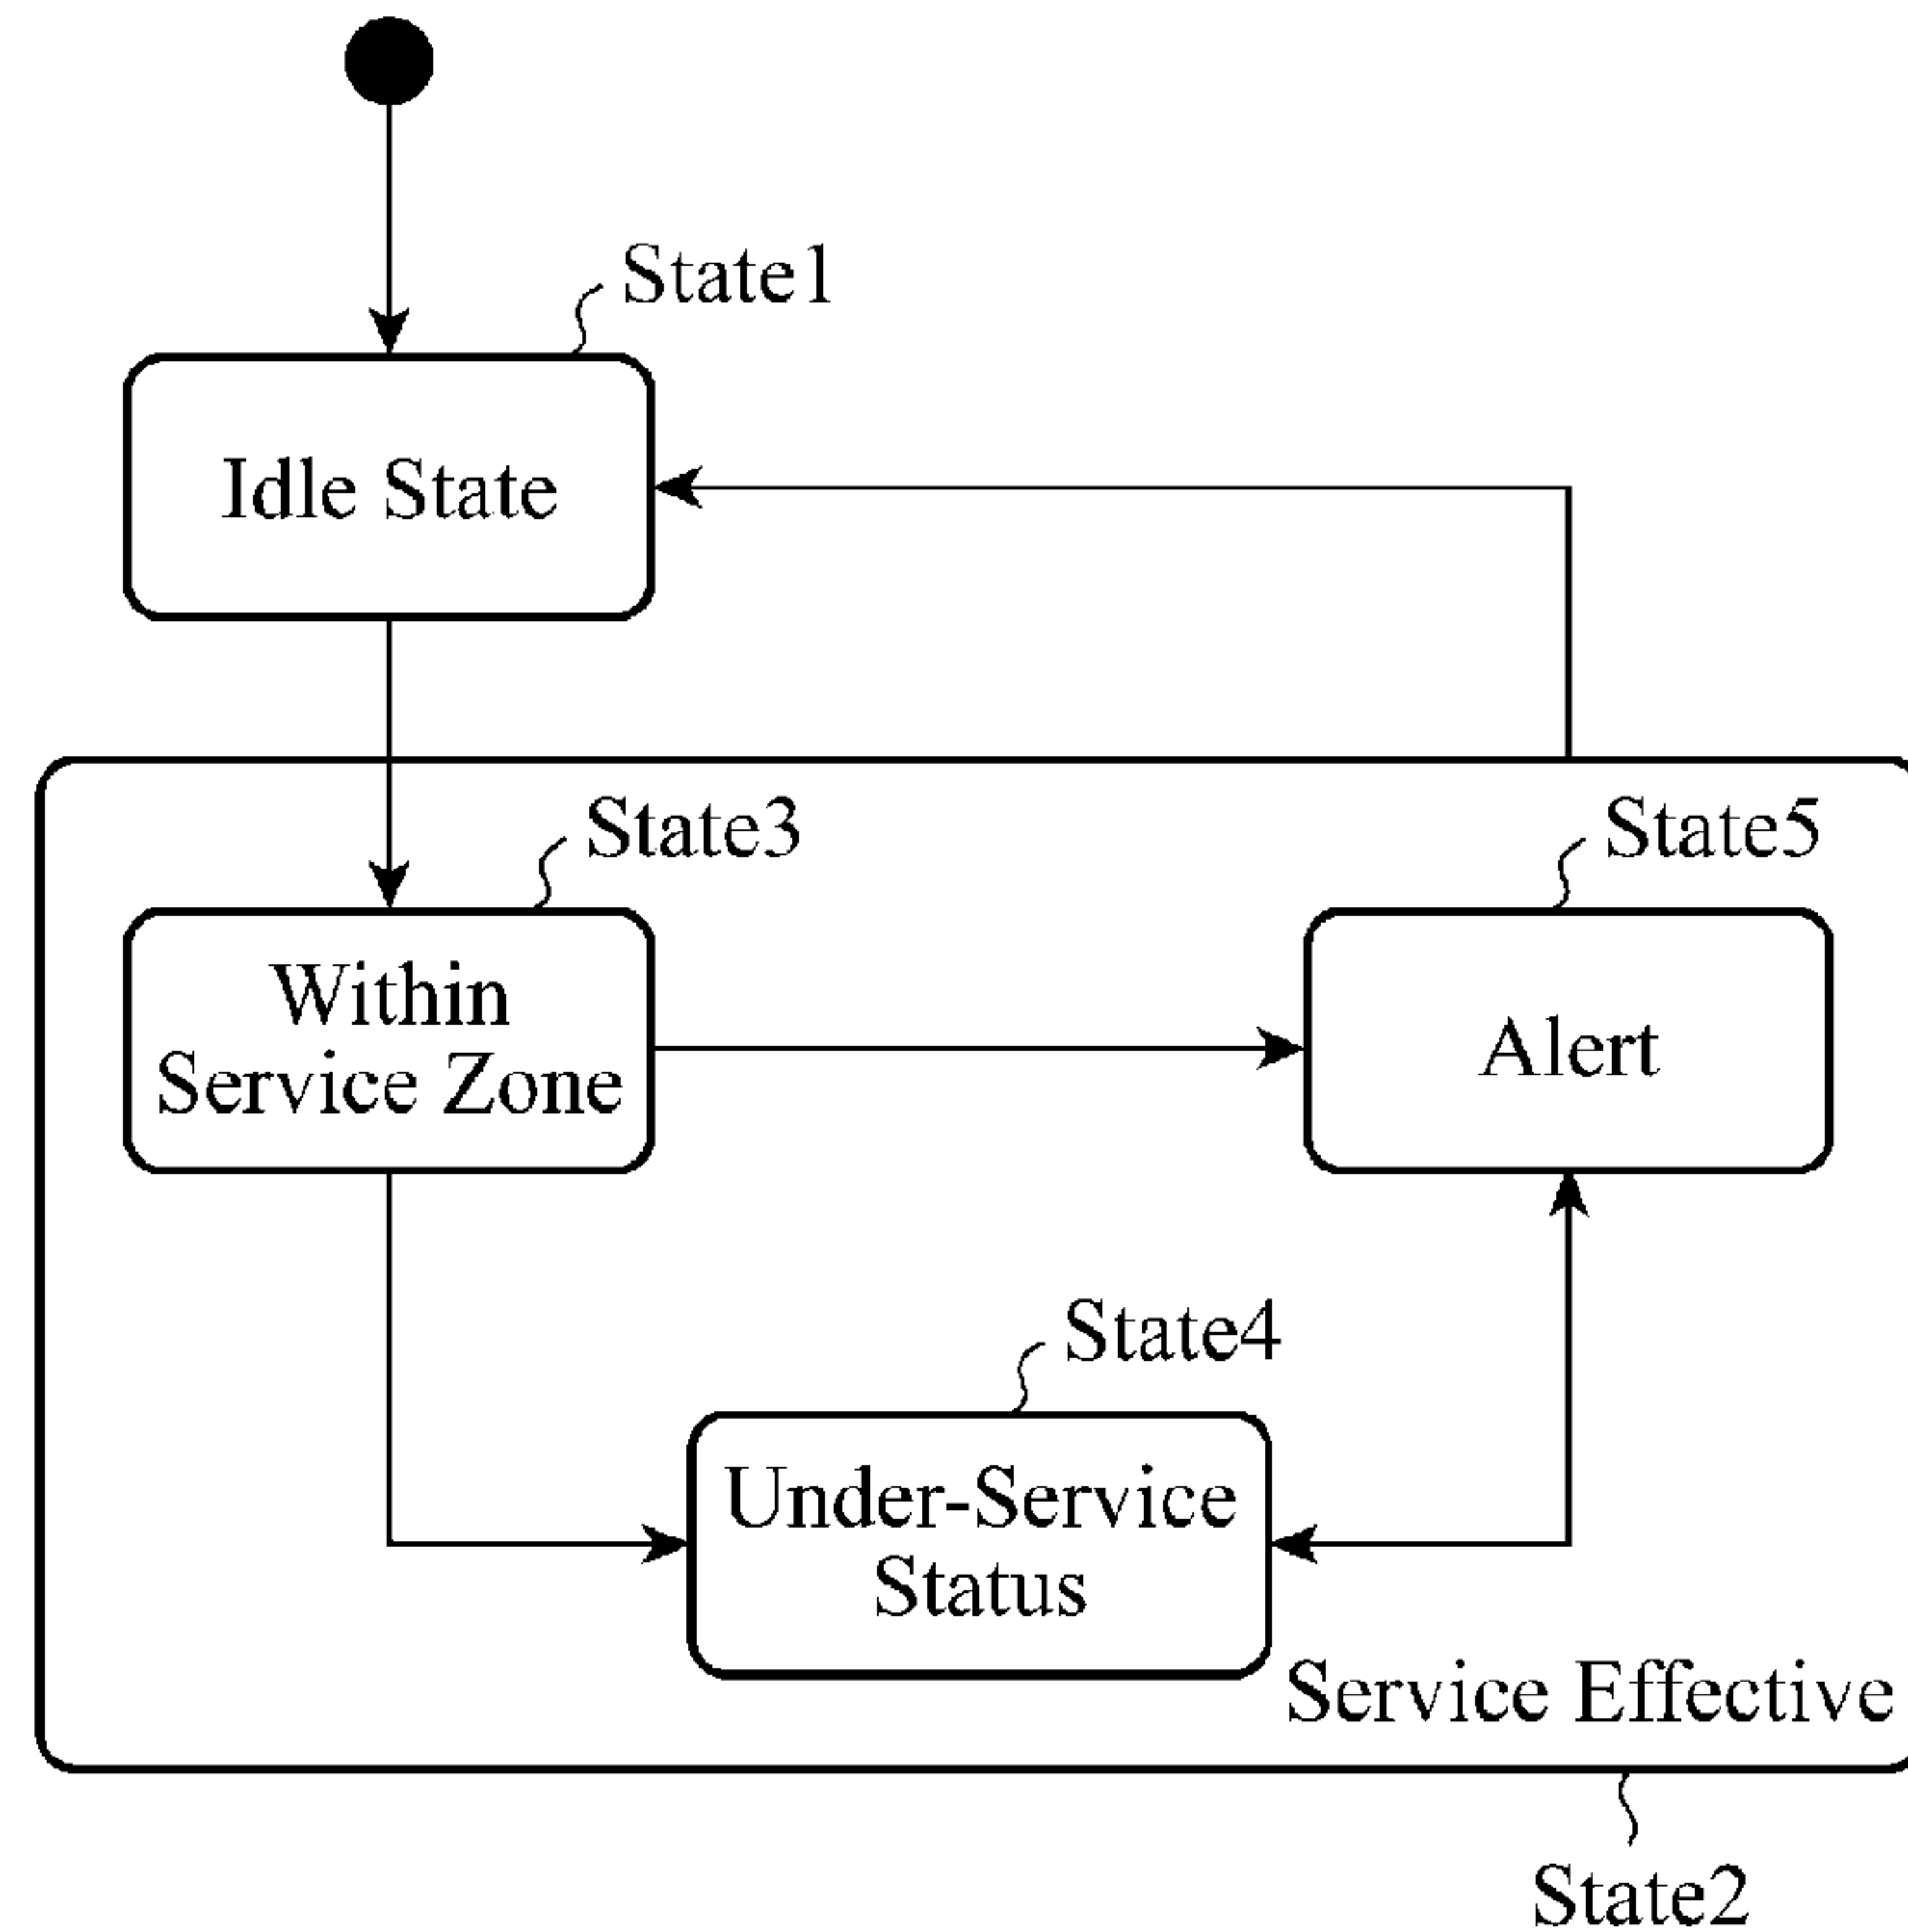 State1
Idle State
State3
State5
Within
Service Zone
Alert
State4
Under-Service
Status
Service Effective
State2